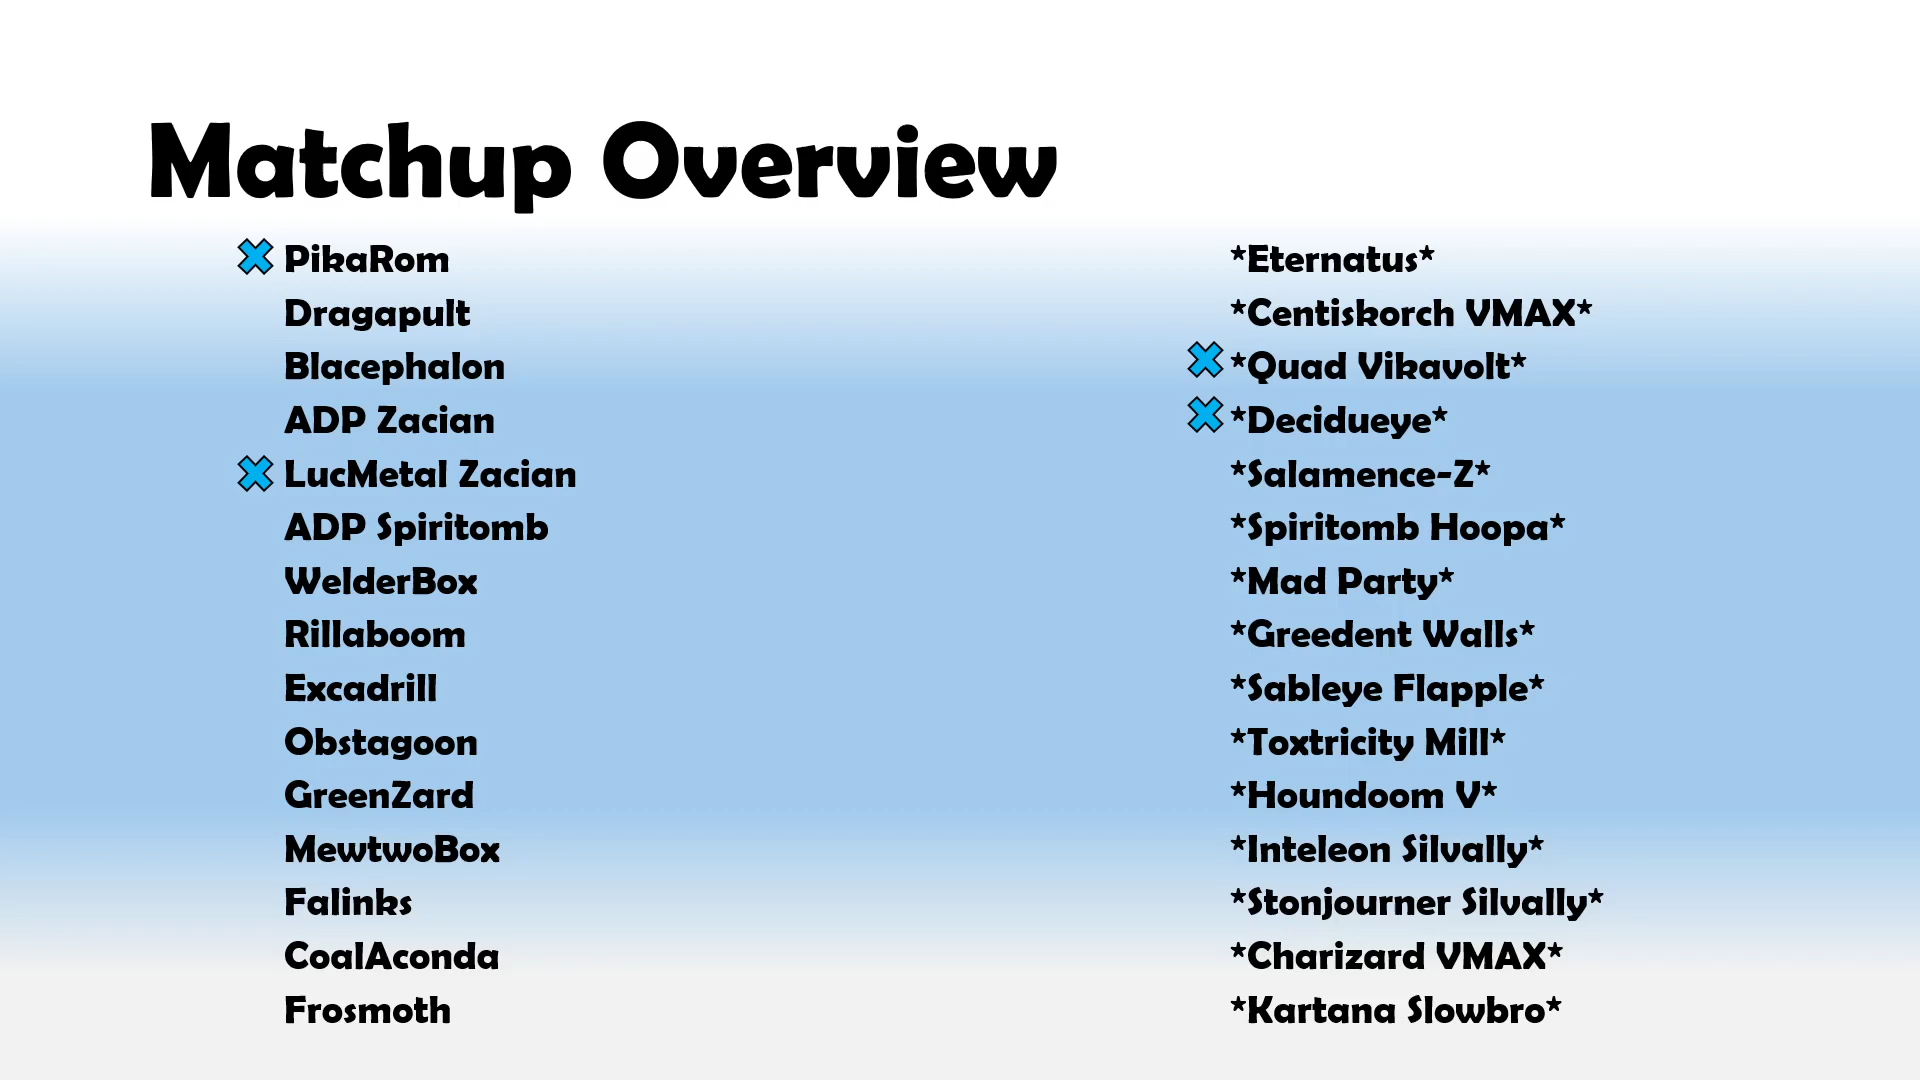 Matchup Overview
PikaRom
Dragapult
Blacephalon
ADP Zacian
LucMetal Zacian
ADP Spiritomb
WelderBox
Rillaboom
Excadrill
Obstagoon
GreenZard
MewtwoBox
Falinks
CoalAconda
Frosmoth
*Eternatus*
*Centiskorch VMAX*
*Quad Vikavolt*
*Decidueye*
*Salamence-Z*
*Spiritomb Hoopa*
*Mad Party*
*Greedent Walls*
*Sableye Flapple*
*Toxtricity Mill*
*Houndoom V*
*Inteleon Silvally*
*Stonjourner Silvally*
*Charizard VMAX*
*Kartana Slowbro*